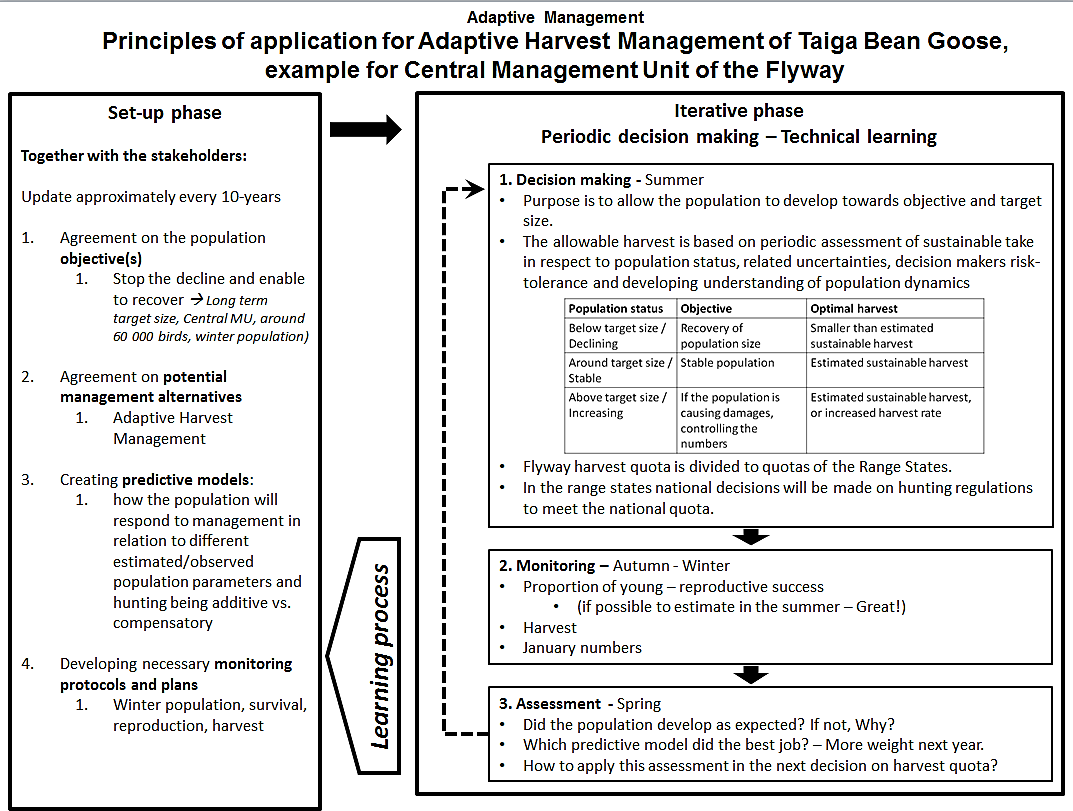 Adaptive Management
Principles of application for Adaptive Harvest Management of Taiga Bean Goose,
example for Central Management Unit of the Flyway
Set-up phase
Together with the stakeholders:
Update approximately every 10-years
1. Agreement on the population
objective(s)
1. Stop the decline and enable
to recover → Long term
target size, Central MU, around
60 000 birds, winter population)
2. Agreement on potential
management alternatives
1. Adaptive Harvest
Management
3. Creating predictive models:
1. how the population will
respond to management in
relation to different
estimated/observed
population parameters and
hunting being additive vs.
compensatory
4. Developing necessary monitoring
protocols and plans
1. Winter population, survival,
reproduction, harvest
Learning process
Iterative phase
Periodic decision making – Technical learning
1. Decision making - Summer
• Purpose is to allow the population to develop towards objective and target
size.
• The allowable harvest is based on periodic assessment of sustainable take
in respect to population status, related uncertainties, decision makers risk-
tolerance and developing understanding of population dynamics
Population status Objective Optimal harvest
Below target size / Recovery of Smaller than estimated
Declining population size sustainable harvest
Around target size / Stable population Estimated sustainable harvest
Stable
Above target size / If the population is Estimated sustainable harvest,
Increasing causing damages, or increased harvest rate
controlling the
numbers
• Flyway harvest quota is divided to quotas of the Range States.
• In the range states national decisions will be made on hunting regulations
to meet the national quota.
2. Monitoring – Autumn - Winter
• Proportion of young – reproductive success
• (if possible to estimate in the summer – Great!)
• Harvest
• January numbers
3. Assessment - Spring
• Did the population develop as expected? If not, Why?
• Which predictive model did the best job? – More weight next year.
• How to apply this assessment in the next decision on harvest quota?